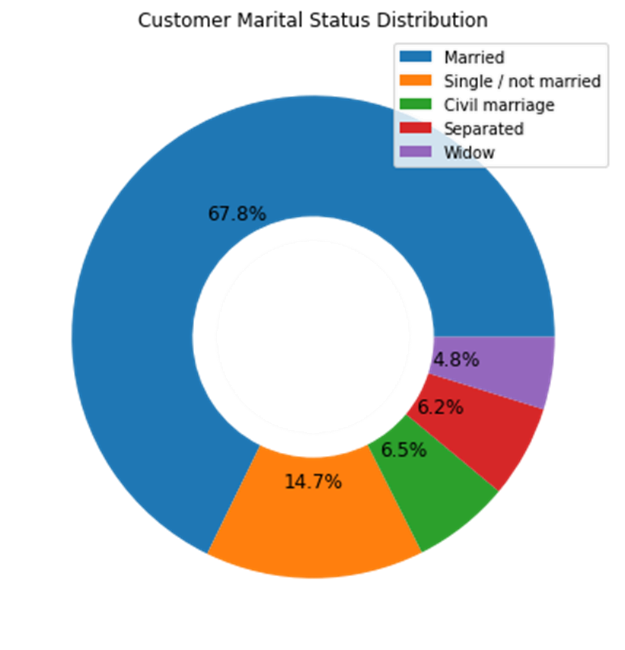 Customer Marital Status Distribution
Married
Single / not married
Civil marriage
Separated
Widow
67.8%
4.8%
6.2%
6.5%
14.7%